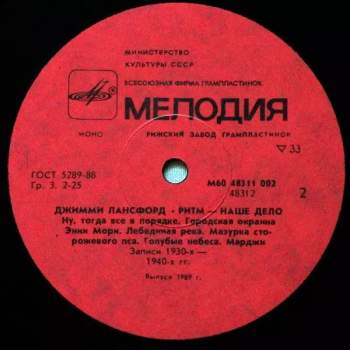 МИНИСТЕРСТВО
КУЛЬТУРЫ СССР
ВСЕСОЮЗНАЯ ФИРМА ГРАМПЛАСТИНОК
МЕЛОДИЯ
МОНО
РИЖСКИЙ ЗАВОД ГРАМПЛАСТИНОК
▽ 33
ГОСТ 5289-88
Гр. 3. 2-25
М60 48311 002
48312
2
ДЖИММИ ЛАНСФОРД • РИТМ — НАШЕ ДЕЛО
Ну, тогда все в порядке. Городская окраина
Энни Мори. Лебединая река. Мазурка сто-
рожевого пса. Голубые небеса. Марджи
Записи 1930-х —
1940-х гг.
Выпуск 1989 г.